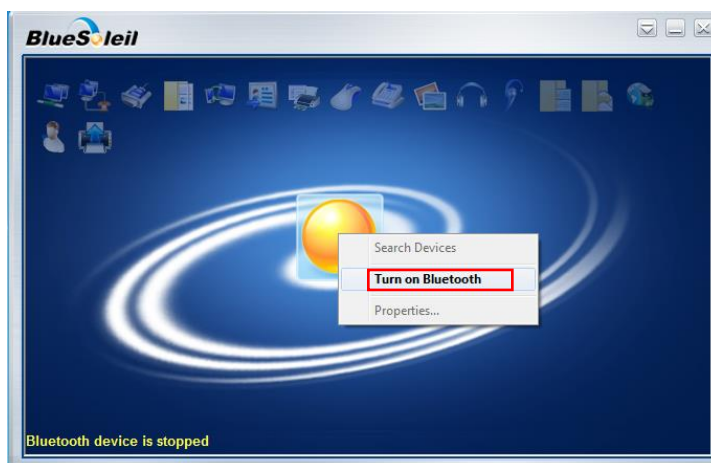 BlueSoleil
Search Devices
Turn on Bluetooth
Properties...
Bluetooth device is stopped